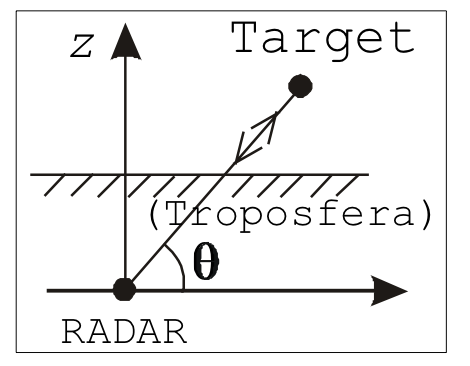 z
Target
(Troposfera)
θ
RADAR